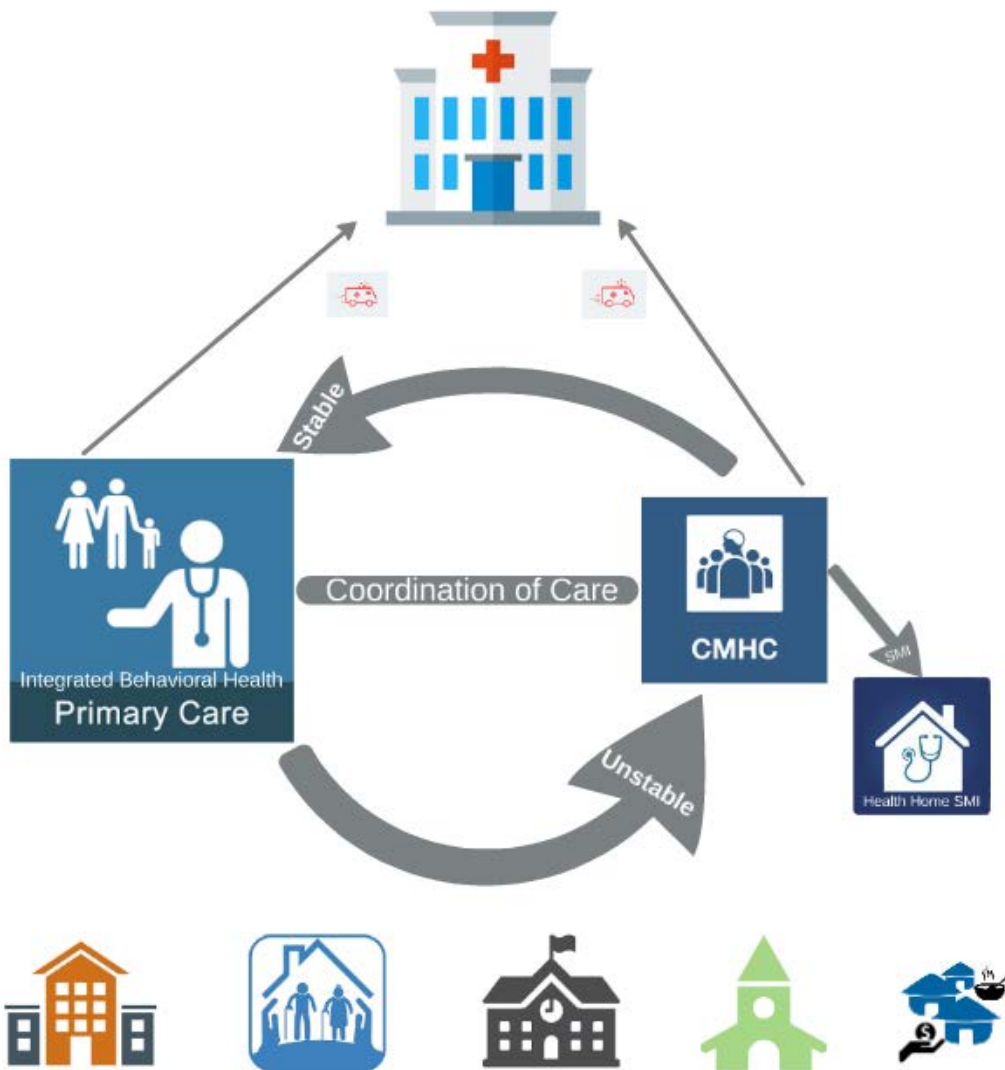 Stable
Coordination of Care
Integrated Behavioral Health
Primary Care
CMHC
SMI
Health Home SMI
Unstable
$